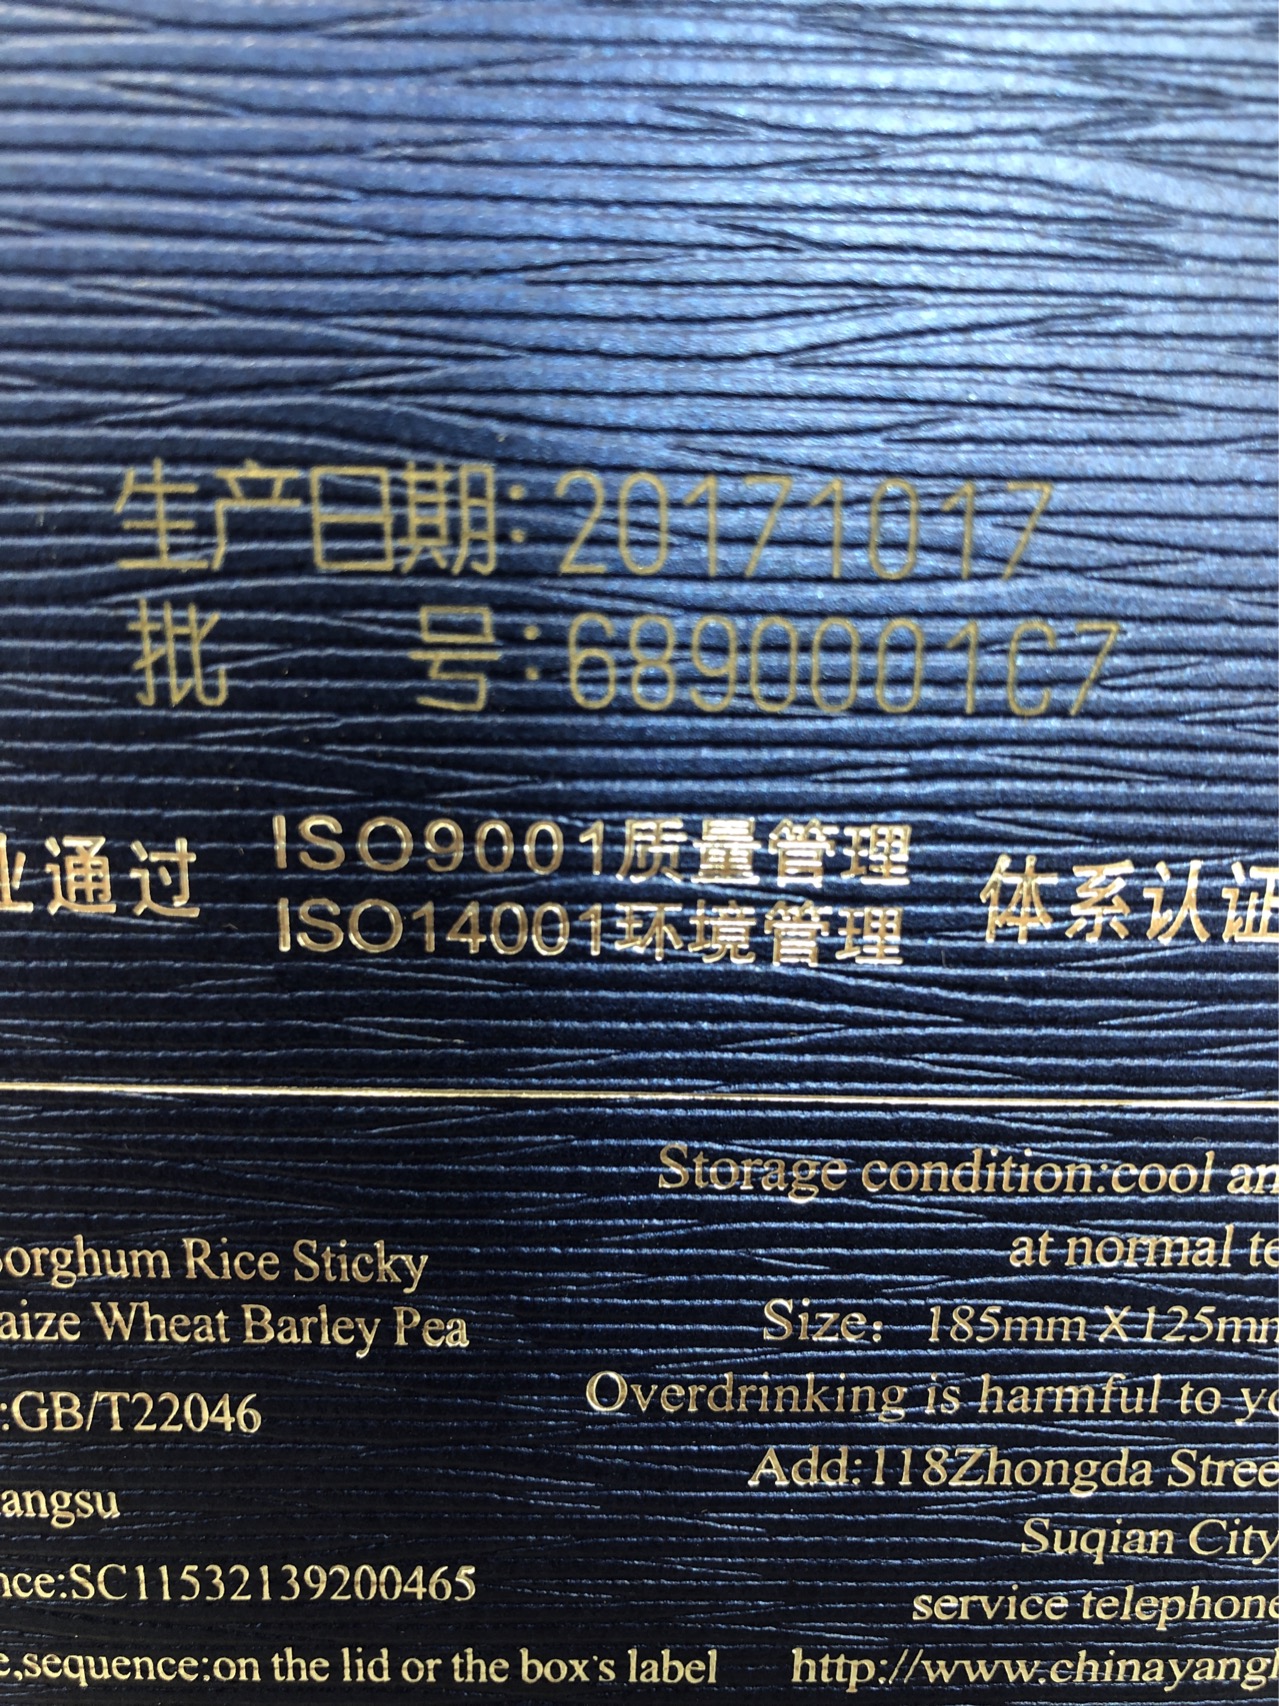 生产日期:20171017
批 号:6890001C7
业通过 ISO9001质量管理 体系认证
ISO14001环境管理
Storage condition:cool an
at normal te
Sorghum Rice Sticky
aize Wheat Barley Pea
Size: 185mm X125mm
:GB/T22046
Overdrinking is harmful to yo
Add:118Zhongda Stree
angsu
Suqian City
nce:SC11532139200465
service telephone
e,sequence:on the lid or the box's label
http://www.chinayangh